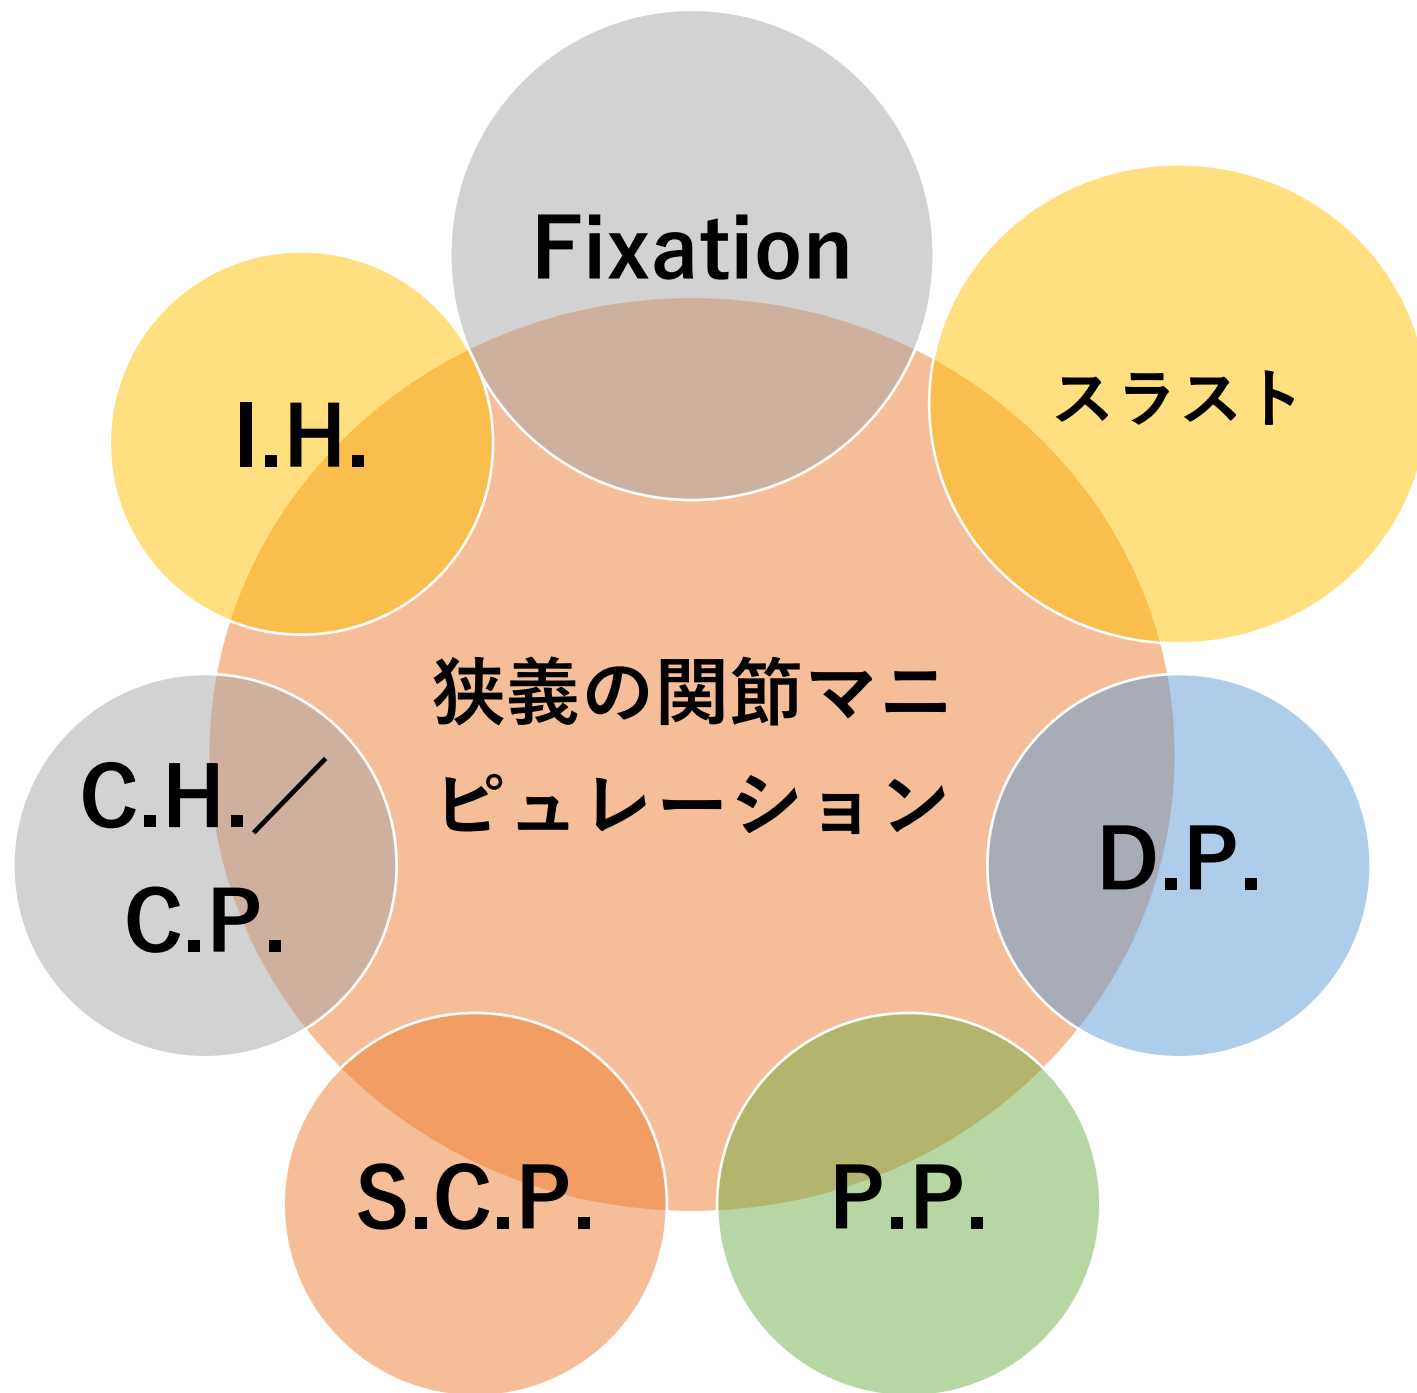 Fixation
スラスト
I.H.
狭義の関節マニ
ピュレーション
C.H.／
C.P.
D.P.
S.C.P.
P.P.